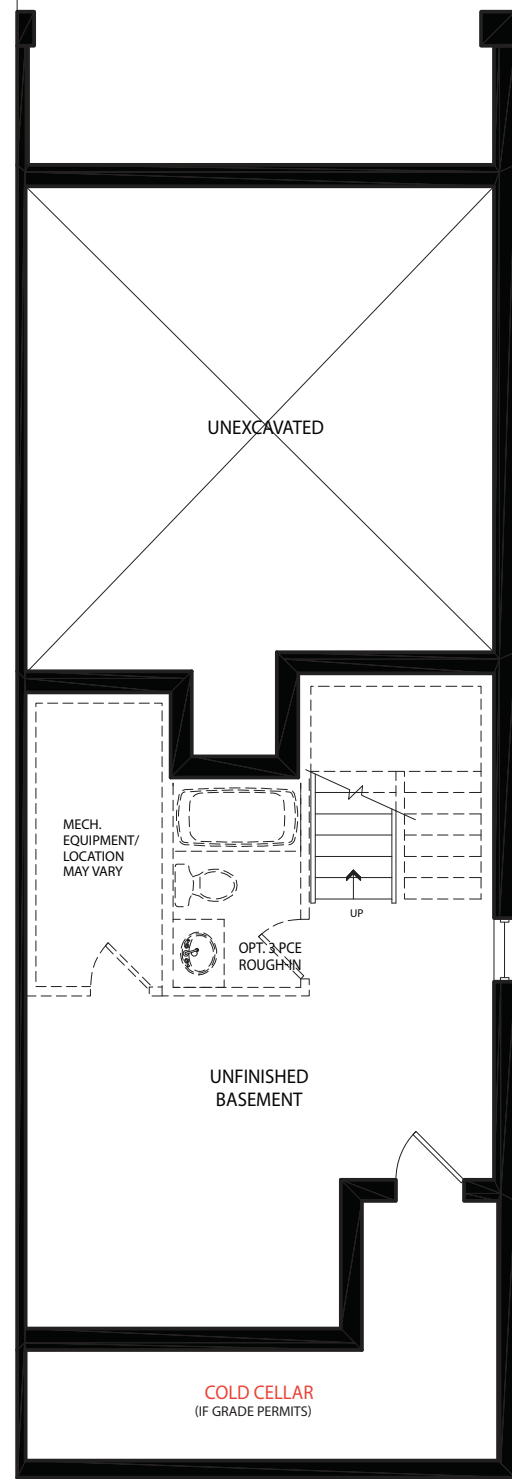 UNEXCAVATED
MECH.
EQUIPMENT/
LOCATION
MAY VARY
UP
OPT. 3 PCE
ROUGH-IN
UNFINISHED
BASEMENT
COLD CELLAR
(IF GRADE PERMITS)